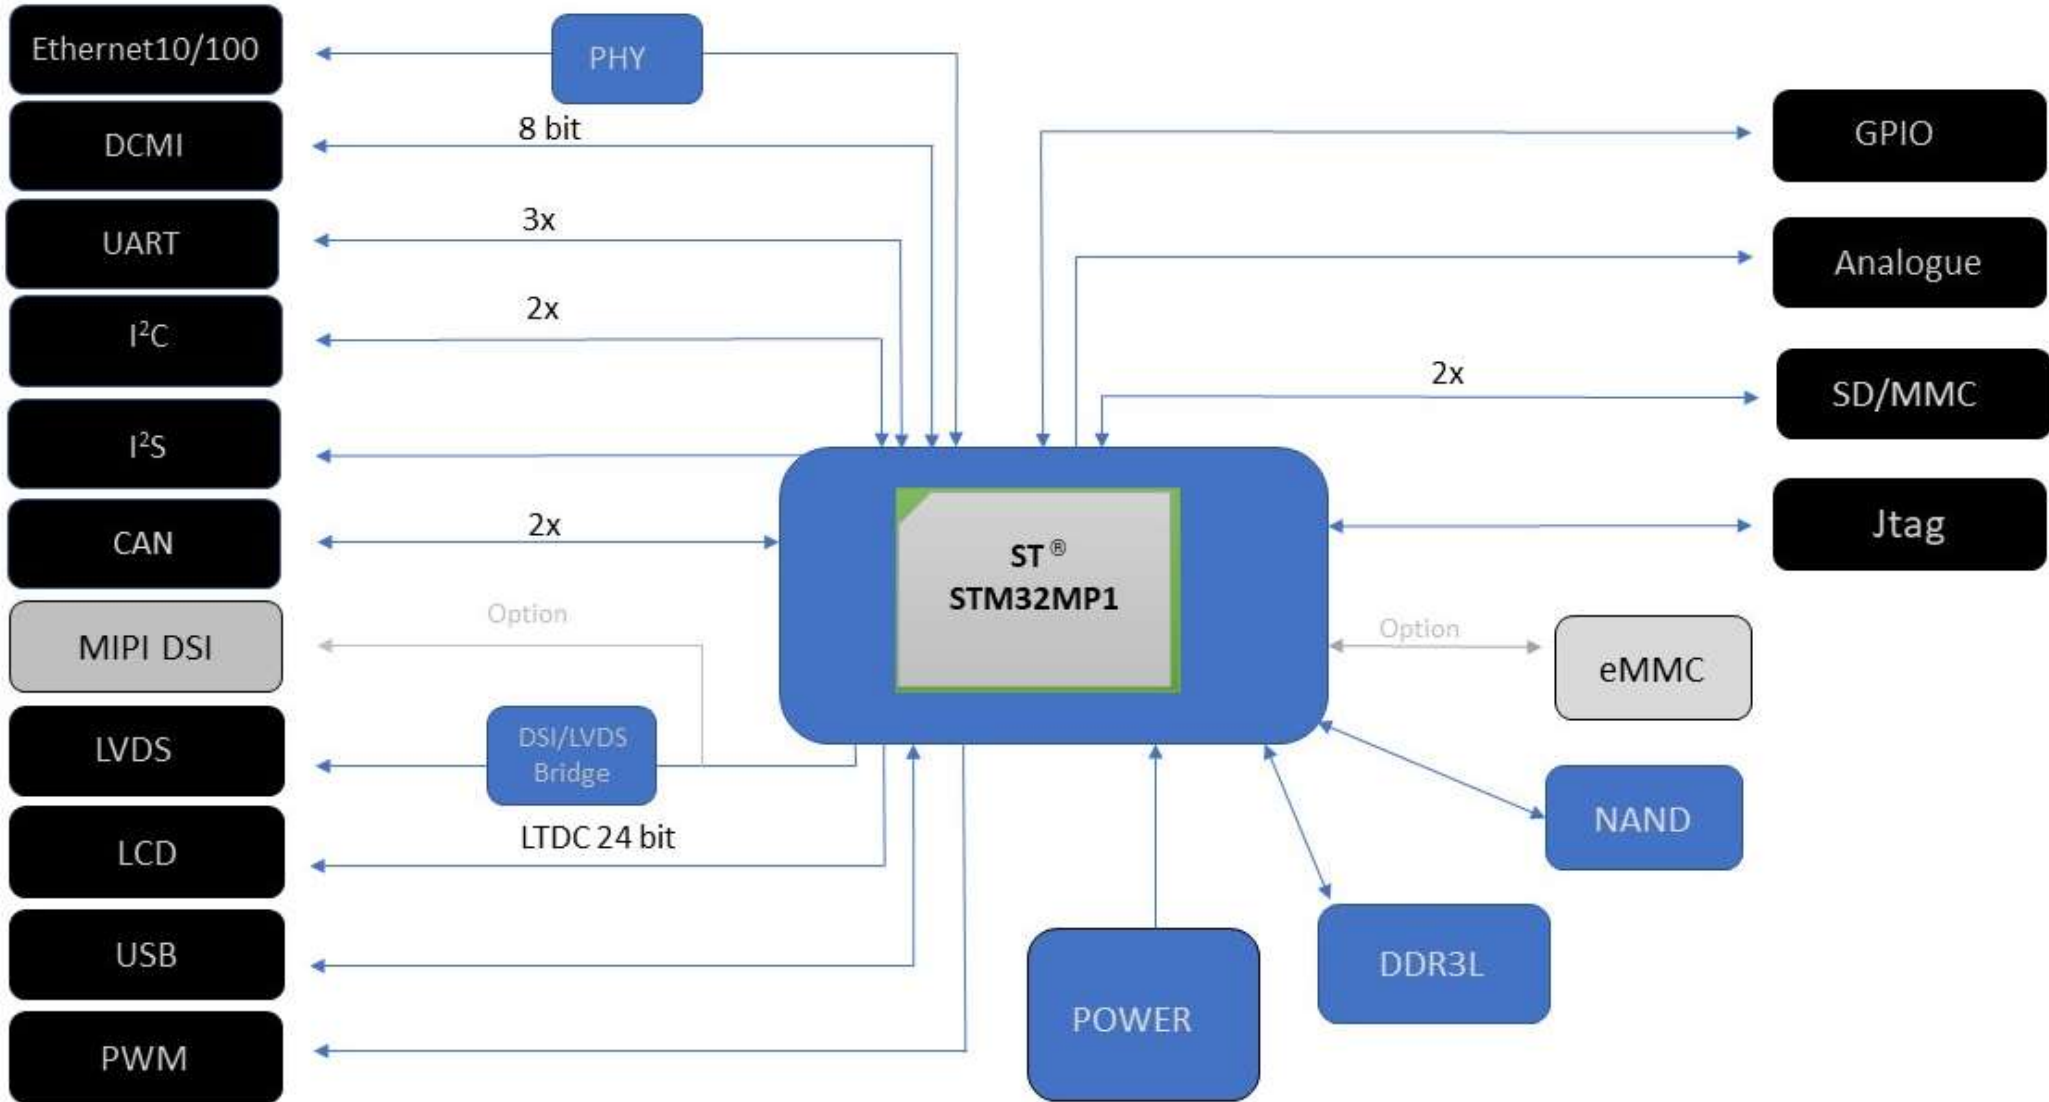 Ethernet10/100
PHY
DCMI
8 bit
GPIO
UART
3x
Analogue
I²C
2x
SD/MMC
2x
I²S
CAN
2x
Jtag
ST ®
STM32MP1
MIPI DSI
Option
Option
eMMC
LVDS
DSI/LVDS
Bridge
NAND
LCD
LTDC 24 bit
USB
DDR3L
POWER
PWM